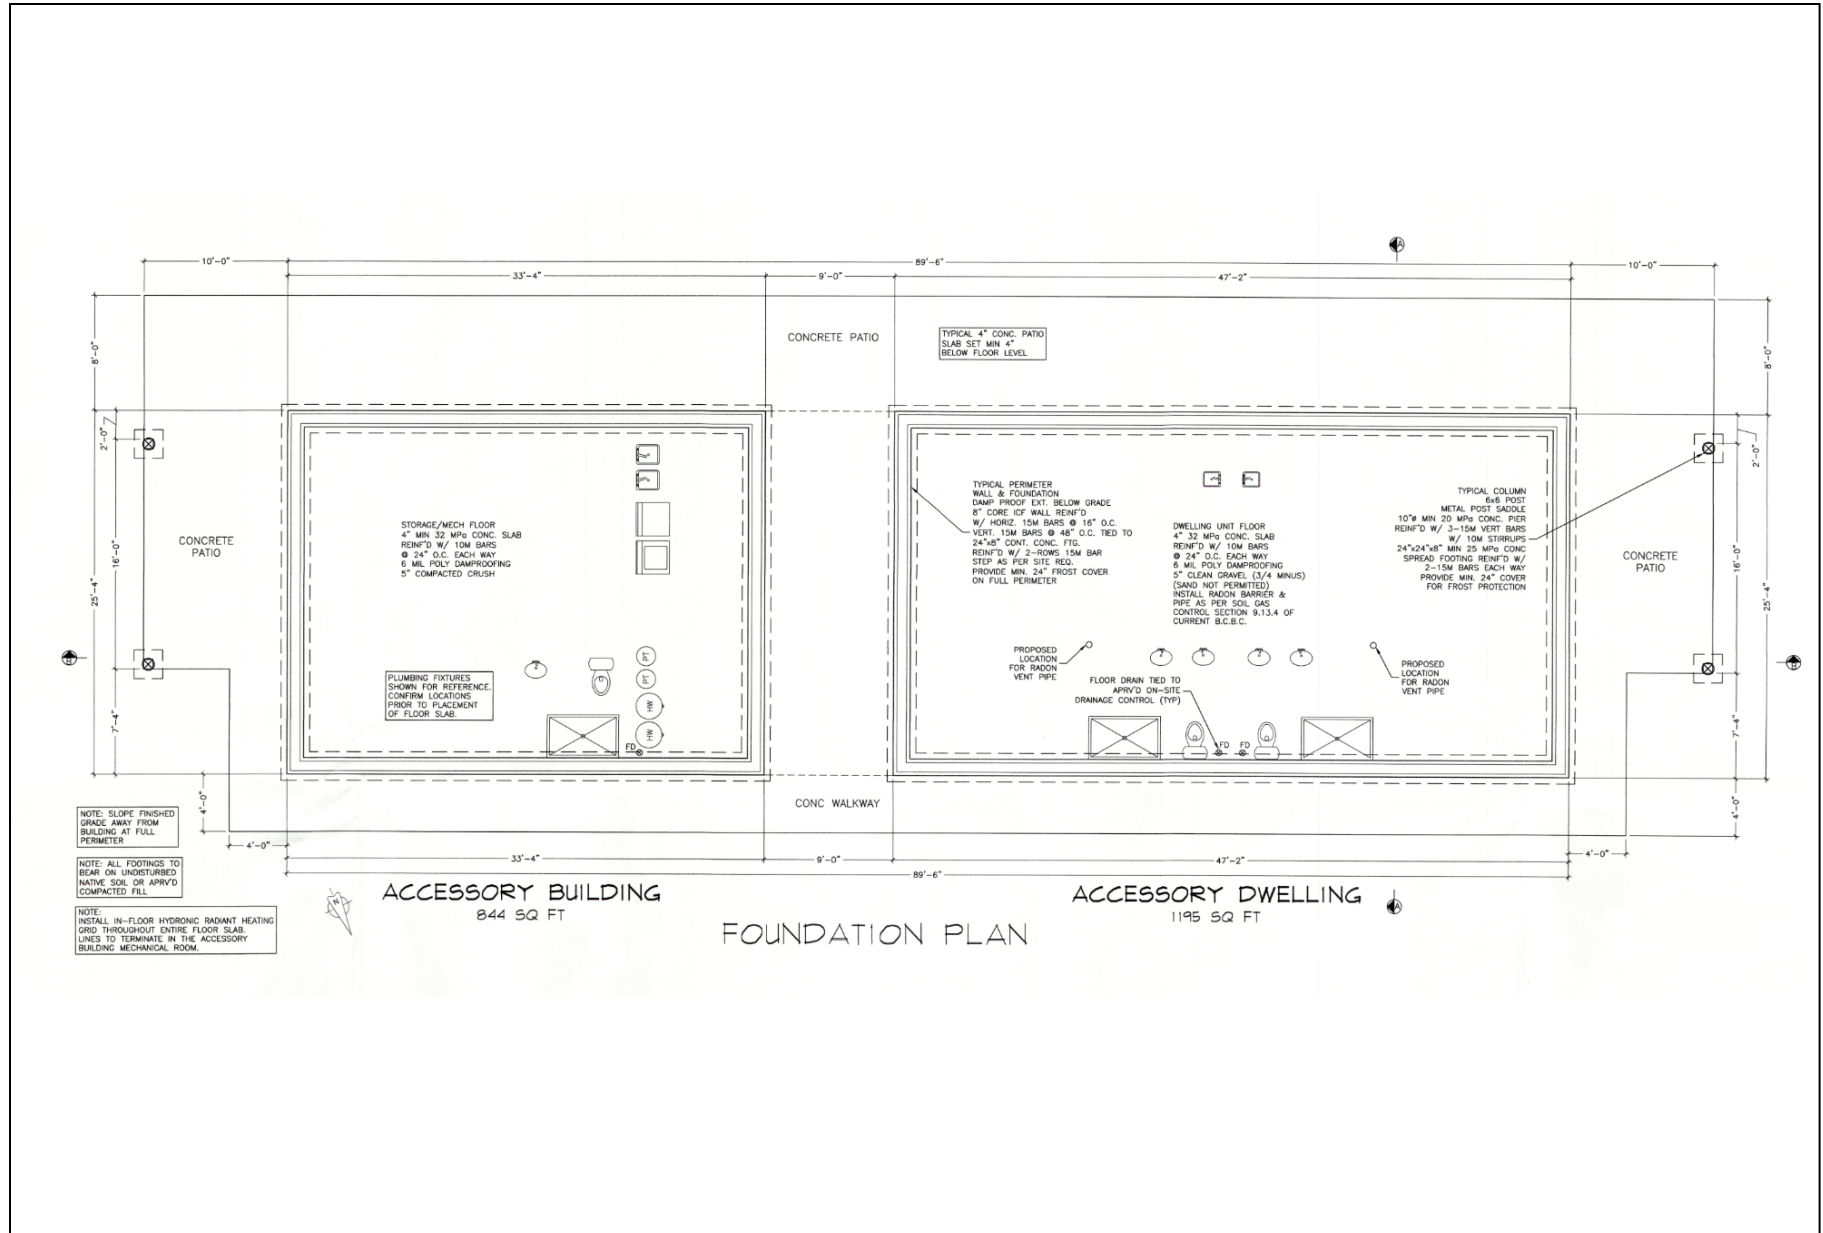 A
10'-0"
89'-6"
10'-0"
33'-4"
9'-0"
47'-2"
8'-0"
CONCRETE PATIO
TYPICAL 4" CONC. PATIO
SLAB SET MIN 4"
BELOW FLOOR LEVEL
8'-0"
2'-0"
2'-0"
16'-0"
25'-4"
7'-4"
CONCRETE
PATIO
STORAGE/MECH FLOOR
4" MIN 32 MPa CONC. SLAB
REINF'D W/ 10M BARS
@ 24" O.C. EACH WAY
6 MIL POLY DAMPROOFING
5" COMPACTED CRUSH
TYPICAL PERIMETER
WALL & FOUNDATION
DAMP PROOF EXT. BELOW GRADE
8" CORE ICF WALL REINF'D
W/ HORIZ. 15M BARS @ 16" O.C.
VERT. 15M BARS @ 48" O.C. TIED TO
24"x8" CONT. CONC. FTG.
REINF'D W/ 2-ROWS 15M BAR
STEP AS PER SITE REQ.
PROVIDE MIN. 24" FROST COVER
ON FULL PERIMETER
DWELLING UNIT FLOOR
4" 32 MPa CONC. SLAB
REINF'D W/ 10M BARS
@ 24" O.C. EACH WAY
6 MIL POLY DAMPROOFING
5" CLEAN GRAVEL (3/4 MINUS)
(SAND NOT PERMITTED)
INSTALL RADON BARRIER &
PIPE AS PER SOIL GAS
CONTROL SECTION 9.13.4 OF
CURRENT B.C.B.C.
TYPICAL COLUMN
6x6 POST
METAL POST SADDLE
10"ø MIN 20 MPa CONC. PIER
REINF'D W/ 3-15M VERT BARS
W/ 10M STIRRUPS
24"x24"x8" MIN 25 MPa CONC
SPREAD FOOTING REINF'D W/
2-15M BARS EACH WAY
PROVIDE MIN. 24" COVER
FOR FROST PROTECTION
CONCRETE
PATIO
16'-0"
25'-4"
7'-4"
B
B
PLUMBING FIXTURES
SHOWN FOR REFERENCE.
CONFIRM LOCATIONS
PRIOR TO PLACEMENT
OF FLOOR SLAB.
PT
PT
HW
HW
FD
PROPOSED
LOCATION
FOR RADON
VENT PIPE
FLOOR DRAIN TIED TO
APRV'D ON-SITE
DRAINAGE CONTROL (TYP)
FD
FD
PROPOSED
LOCATION
FOR RADON
VENT PIPE
4'-0"
CONC WALKWAY
4'-0"
NOTE: SLOPE FINISHED
GRADE AWAY FROM
BUILDING AT FULL
PERIMETER
4'-0"
33'-4"
9'-0"
47'-2"
4'-0"
89'-6"
NOTE: ALL FOOTINGS TO
BEAR ON UNDISTURBED
NATIVE SOIL OR APRV'D
COMPACTED FILL
NOTE:
INSTALL IN-FLOOR HYDRONIC RADIANT HEATING
GRID THROUGHOUT ENTIRE FLOOR SLAB.
LINES TO TERMINATE IN THE ACCESSORY
BUILDING MECHANICAL ROOM.
N
ACCESSORY BUILDING
844 SQ FT
ACCESSORY DWELLING
1195 SQ FT
A
FOUNDATION PLAN